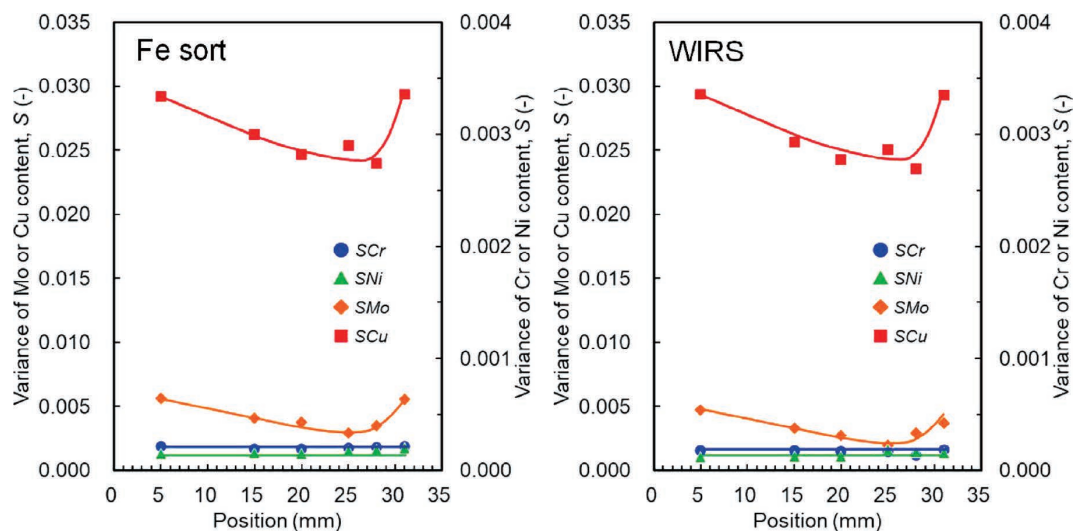 Fe sort
Variance of Mo or Cu content, S (-)
0.035
0.030
0.025
0.020
0.015
0.010
0.005
0.000
0.004
0.003
0.002
0.001
0.000
Variance of Cr or Ni content, S (-)
SCr
SNi
SMo
SCu
0 5 10 15 20 25 30 35
Position (mm)
WIRS
Variance of Mo or Cu content, S (-)
0.035
0.030
0.025
0.020
0.015
0.010
0.005
0.000
0.004
0.003
0.002
0.001
0.000
Variance of Cr or Ni content, S (-)
SCr
SNi
SMo
SCu
0 5 10 15 20 25 30 35
Position (mm)